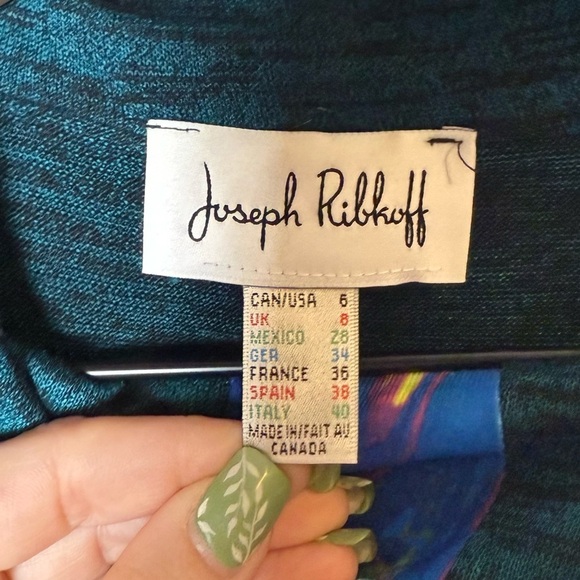 Joseph Ribkoff
CAN/USA 6
UK 8
MEXICO 28
GER 34
FRANCE 36
SPAIN 38
ITALY 40
MADE IN/FAIT AU
CANADA